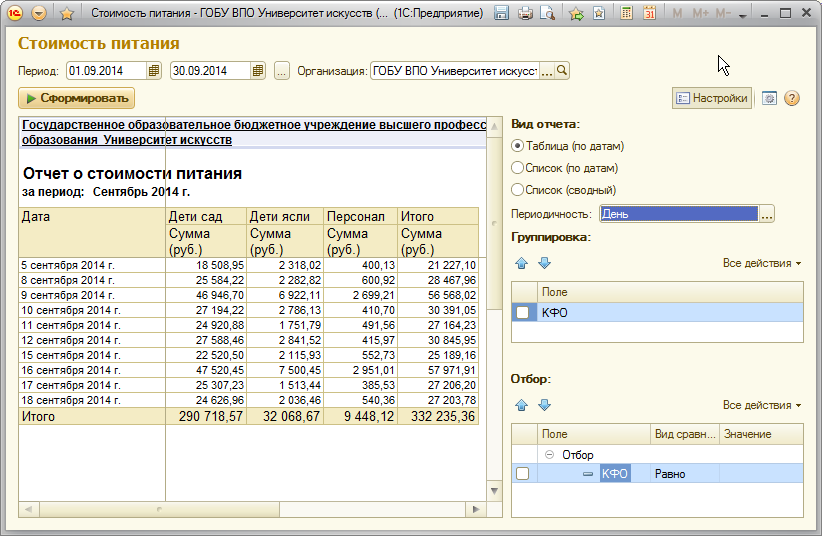 Стоимость питания - ГОБУ ВПО Университет искусств (... (1С:Предприятие)
M M+ M-
Стоимость питания
Период: 01.09.2014 30.09.2014 ... Организация: ГОБУ ВПО Университет искусст ...
Сформировать Настройки ?
Государственное образовательное бюджетное учреждение высшего професс
образования Университет искусств
Отчет о стоимости питания
за период: Сентябрь 2014 г.
Дата Дети сад Дети ясли Персонал Итого
Сумма Сумма Сумма Сумма
(руб.) (руб.) (руб.) (руб.)
5 сентября 2014 г. 18 508,95 2 318,02 400,13 21 227,10
8 сентября 2014 г. 25 584,22 2 282,82 600,92 28 467,96
9 сентября 2014 г. 46 946,70 6 922,11 2 699,21 56 568,02
10 сентября 2014 г. 27 194,22 2 786,13 410,70 30 391,05
11 сентября 2014 г. 24 920,88 1 751,79 491,56 27 164,23
12 сентября 2014 г. 27 588,46 2 841,52 415,97 30 845,95
15 сентября 2014 г. 22 520,50 2 115,93 552,73 25 189,16
16 сентября 2014 г. 47 520,45 7 500,45 2 951,01 57 971,91
17 сентября 2014 г. 25 307,23 1 513,44 385,53 27 206,20
18 сентября 2014 г. 24 626,96 2 036,46 540,36 27 203,78
Итого 290 718,57 32 068,67 9 448,12 332 235,36
Вид отчета:
Таблица (по датам)
Список (по датам)
Список (сводный)
Периодичность: День ...
Группировка:
Все действия
Поле
КФО
Отбор:
Все действия
Поле Вид сравн... Значение
Отбор
КФО Равно